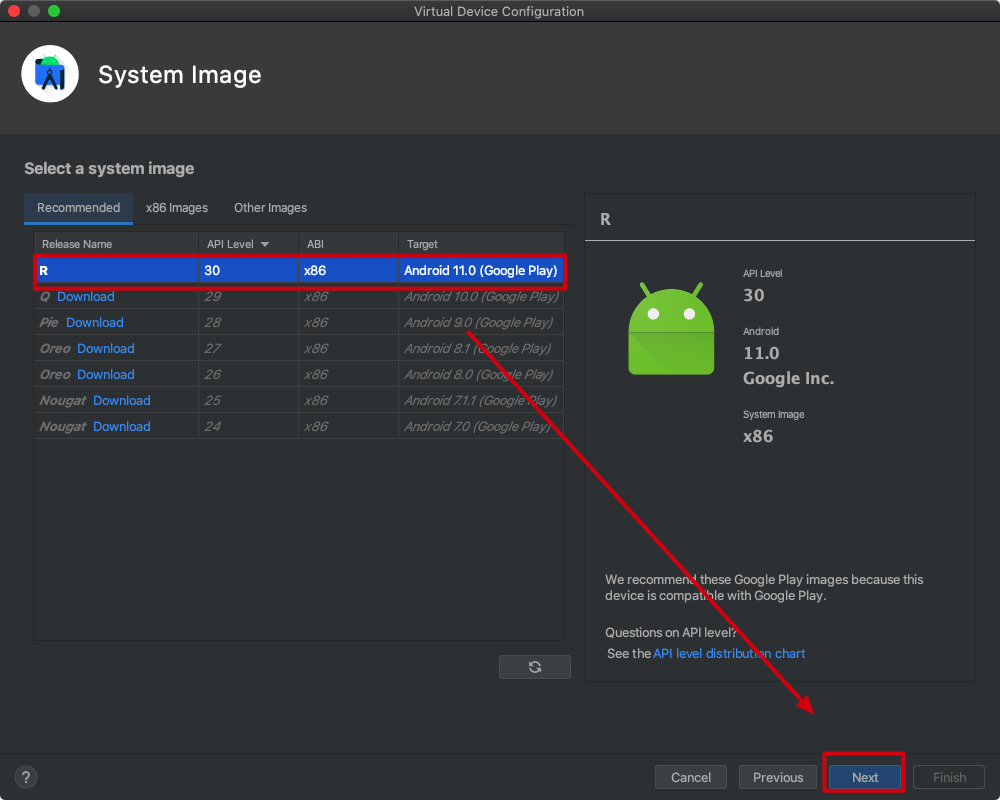 Virtual Device Configuration
System Image
Select a system image
Recommended x86 Images Other Images
Release Name API Level ABI Target
R 30 x86 Android 11.0 (Google Play)
Q Download 29 x86 Android 10.0 (Google Play)
Pie Download 28 x86 Android 9.0 (Google Play)
Oreo Download 27 x86 Android 8.1 (Google Play)
Oreo Download 26 x86 Android 8.0 (Google Play)
Nougat Download 25 x86 Android 7.1.1 (Google Play)
Nougat Download 24 x86 Android 7.0 (Google Play)
R
API Level
30
Android
11.0
Google Inc.
System Image
x86
We recommend these Google Play images because this
device is compatible with Google Play.
Questions on API level?
See the API level distribution chart
? Cancel Previous Next Finish